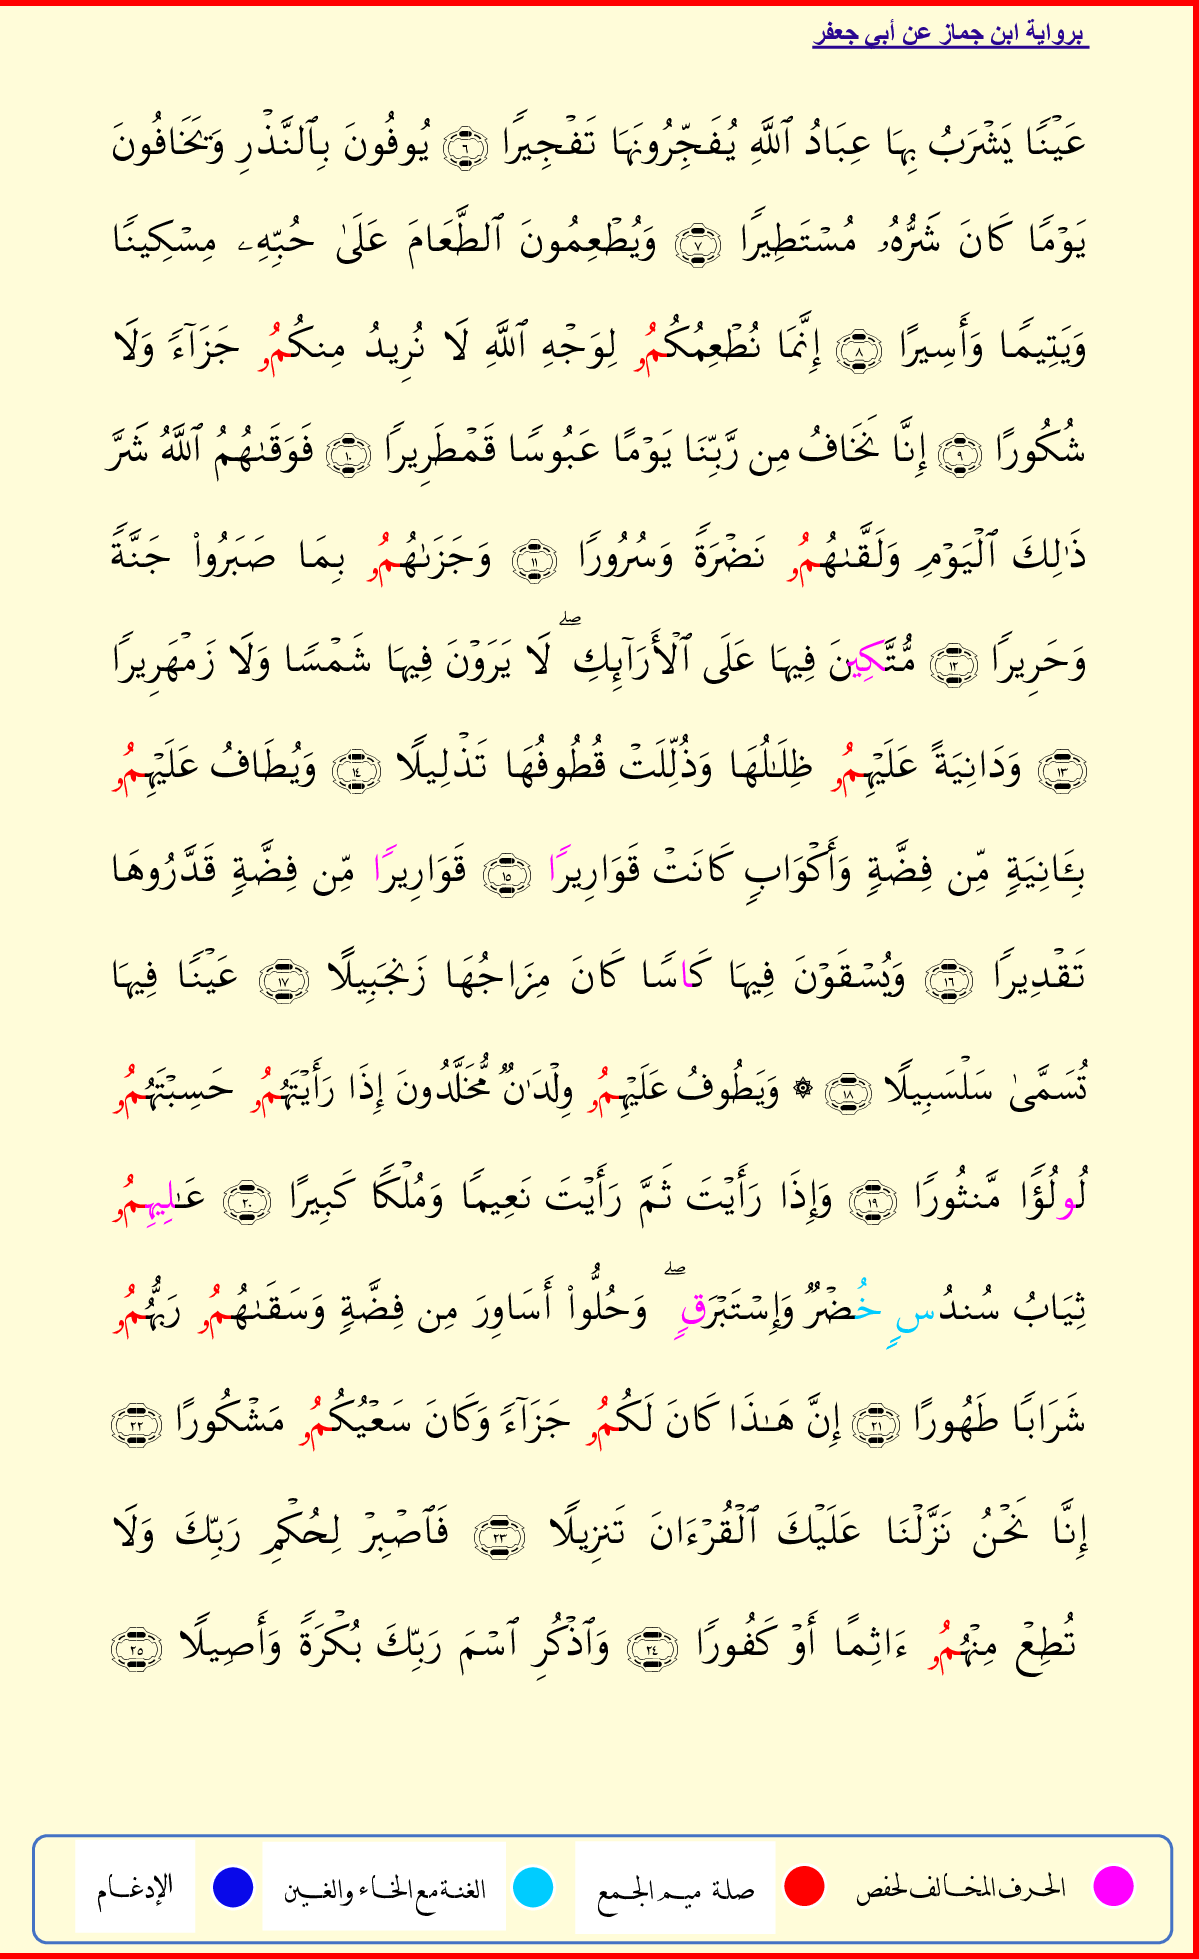 برواية ابن جماز عن أبي جعفر
عَيۡنٗا يَشۡرَبُ بِهَا عِبَادُ ٱللَّهِ يُفَجِّرُونَهَا تَفۡجِيرٗا ٦ يُوفُونَ بِٱلنَّذۡرِ وَيَخَافُونَ
يَوۡمٗا كَانَ شَرُّهُۥ مُسۡتَطِيرٗا ٧ وَيُطۡعِمُونَ ٱلطَّعَامَ عَلَىٰ حُبِّهِۦ مِسۡكِينٗا
وَيَتِيمٗا وَأَسِيرًا ٨ إِنَّمَا نُطۡعِمُكُمُۥ لِوَجۡهِ ٱللَّهِ لَا نُرِيدُ مِنكُمُۥ جَزَآءٗ وَلَا
شُكُورًا ٩ إِنَّا نَخَافُ مِن رَّبِّنَا يَوۡمًا عَبُوسٗا قَمۡطَرِيرٗا ١٠ فَوَقَىٰهُمُ ٱللَّهُ شَرَّ
ذَٰلِكَ ٱلۡيَوۡمِ وَلَقَّىٰهُمُۥ نَضۡرَةٗ وَسُرُورٗا ١١ وَجَزَىٰهُمُۥ بِمَا صَبَرُواْ جَنَّةٗ
وَحَرِيرٗا ١٢ مُّتَّكِينَ فِيهَا عَلَى ٱلۡأَرَآئِكِۖ لَا يَرَوۡنَ فِيهَا شَمۡسٗا وَلَا زَمۡهَرِيرٗا
١٣ وَدَانِيَةً عَلَيۡهِمُۥ ظِلَٰلُهَا وَذُلِّلَتۡ قُطُوفُهَا تَذۡلِيلٗا ١٤ وَيُطَافُ عَلَيۡهِمُۥ
بِـَٔانِيَةٖ مِّن فِضَّةٖ وَأَكۡوَابٖ كَانَتۡ قَوَارِيرٗا ١٥ قَوَارِيرٗا مِّن فِضَّةٖ قَدَّرُوهَا
تَقۡدِيرٗا ١٦ وَيُسۡقَوۡنَ فِيهَا كَاسٗا كَانَ مِزَاجُهَا زَنجَبِيلًا ١٧ عَيۡنٗا فِيهَا
تُسَمَّىٰ سَلۡسَبِيلٗا ١٨ ۞ وَيَطُوفُ عَلَيۡهِمُۥ وِلۡدَٰنٞ مُّخَلَّدُونَ إِذَا رَأَيۡتَهُمُۥ حَسِبۡتَهُمُۥ
لُولُؤٗا مَّنثُورٗا ١٩ وَإِذَا رَأَيۡتَ ثَمَّ رَأَيۡتَ نَعِيمٗا وَمُلۡكٗا كَبِيرًا ٢٠ عَٰلِيهِمُۥ
ثِيَابُ سُندُسٍ خُضۡرٞ وَإِسۡتَبۡرَقٖۖ وَحُلُّوٓاْ أَسَاوِرَ مِن فِضَّةٖ وَسَقَىٰهُمُۥ رَبُّهُمُۥ
شَرَابٗا طَهُورًا ٢١ إِنَّ هَٰذَا كَانَ لَكُمُۥ جَزَآءٗ وَكَانَ سَعۡيُكُمُۥ مَشۡكُورًا ٢٢
إِنَّا نَحۡنُ نَزَّلۡنَا عَلَيۡكَ ٱلۡقُرۡءَانَ تَنزِيلٗا ٢٣ فَٱصۡبِرۡ لِحُكۡمِ رَبِّكَ وَلَا
تُطِعۡ مِنۡهُمُۥ ءَاثِمًا أَوۡ كَفُورٗا ٢٤ وَٱذۡكُرِ ٱسۡمَ رَبِّكَ بُكۡرَةٗ وَأَصِيلٗا ٢٥
الحرف المخالف لحفص صلة ميم الجمع الغنة مع الخاء والغين الإدغام